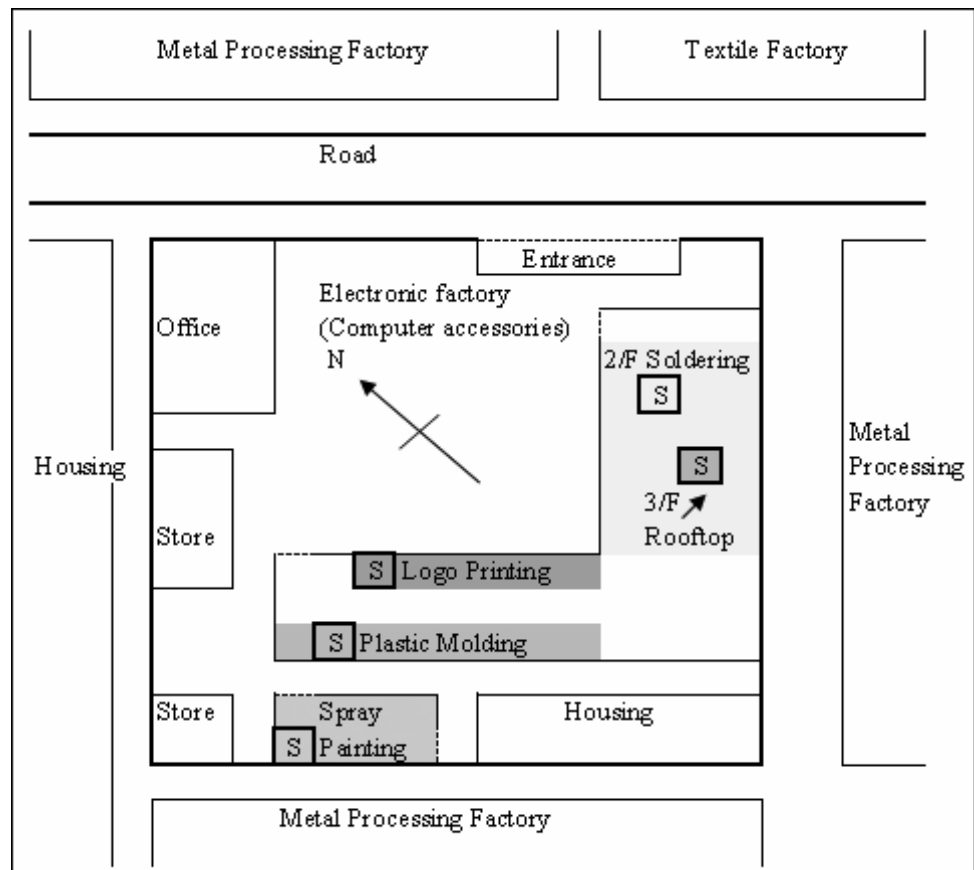 Metal Processing Factory
Textile Factory
Road
Entrance
Electronic factory
(Computer accessories)
N
Office
2/F Soldering
S
S
3/F
Rooftop
Housing
Metal
Processing
Factory
Store
S Logo Printing
S Plastic Molding
Store
Spray
S Painting
Housing
Metal Processing Factory